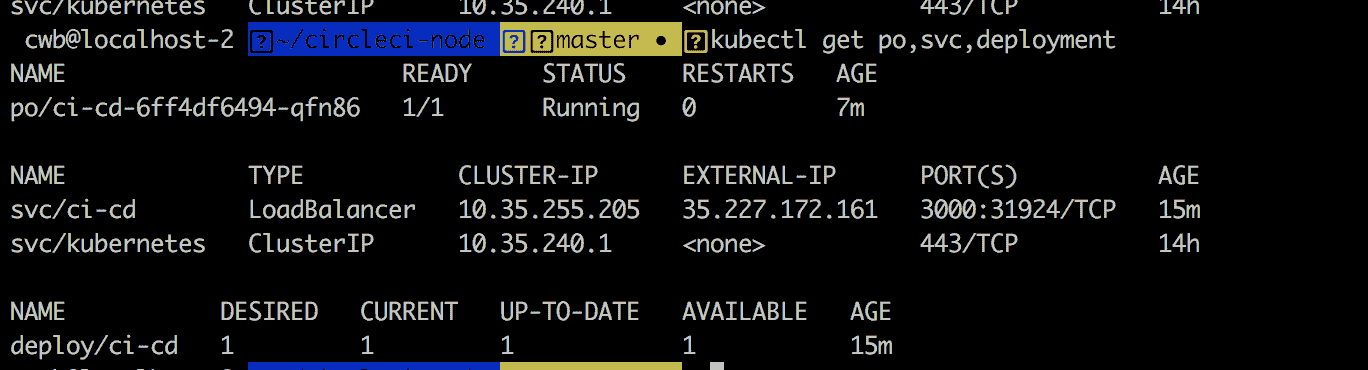 svc/kubernetes ClusterIP 10.35.240.1 <none> 443/TCP 14h
cwb@localhost-2 ~/circleci-node master • kubectl get po,svc,deployment
NAME READY STATUS RESTARTS AGE
po/ci-cd-6ff4df6494-qfn86 1/1 Running 0 7m
NAME TYPE CLUSTER-IP EXTERNAL-IP PORT(S) AGE
svc/ci-cd LoadBalancer 10.35.255.205 35.227.172.161 3000:31924/TCP 15m
svc/kubernetes ClusterIP 10.35.240.1 <none> 443/TCP 14h
NAME DESIRED CURRENT UP-TO-DATE AVAILABLE AGE
deploy/ci-cd 1 1 1 1 15m